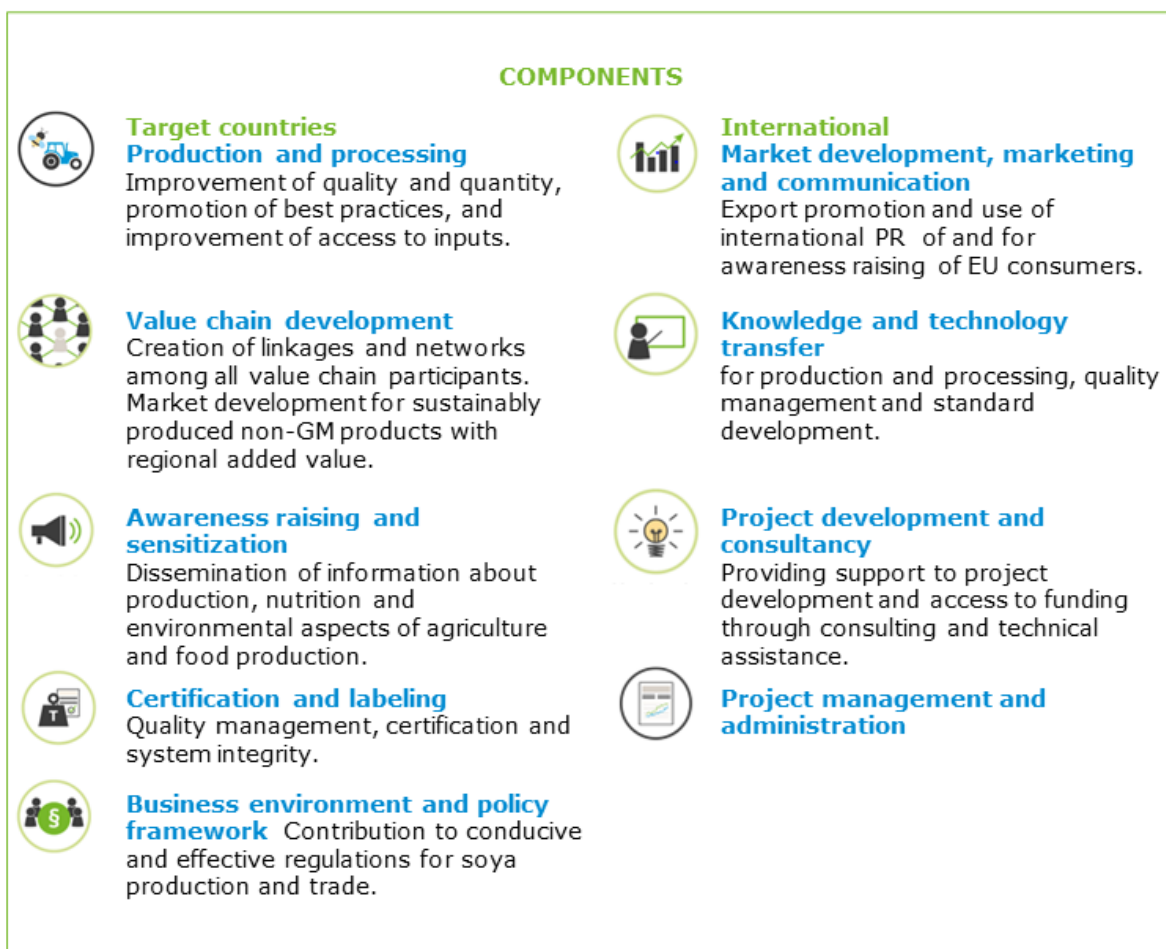 COMPONENTS
Target countries
Production and processing
Improvement of quality and quantity,
promotion of best practices, and
improvement of access to inputs.
Value chain development
Creation of linkages and networks
among all value chain participants.
Market development for sustainably
produced non-GM products with
regional added value.
Awareness raising and
sensitization
Dissemination of information about
production, nutrition and
environmental aspects of agriculture
and food production.
T
Certification and labeling
Quality management, certification and
system integrity.
§
Business environment and policy
framework Contribution to conducive
and effective regulations for soya
production and trade.
International
Market development, marketing
and communication
Export promotion and use of
international PR of and for
awareness raising of EU consumers.
Knowledge and technology
transfer
for production and processing, quality
management and standard
development.
Project development and
consultancy
Providing support to project
development and access to funding
through consulting and technical
assistance.
Project management and
administration